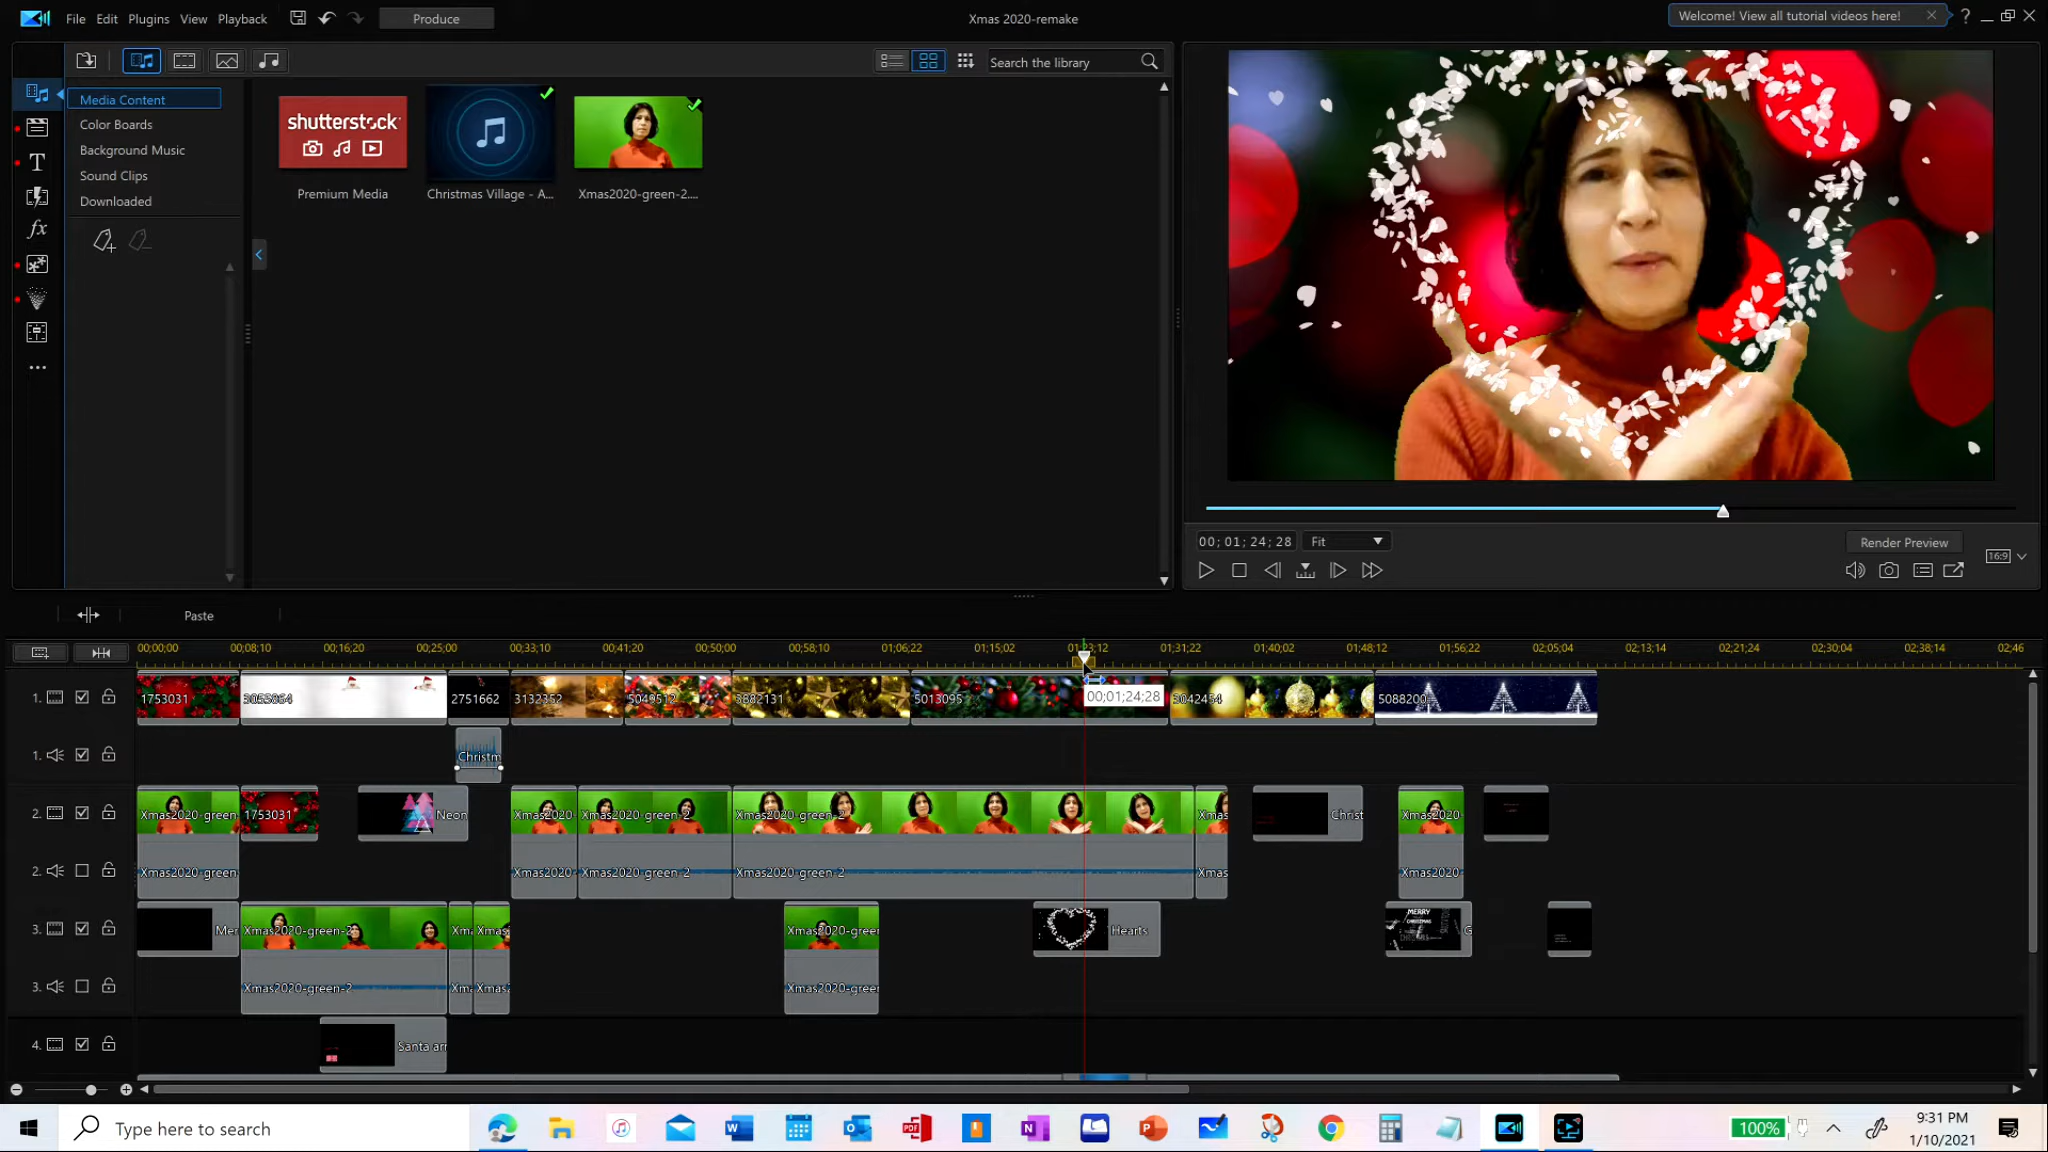 File Edit Plugins View Playback Produce Xmas 2020-remake Welcome! View all tutorial videos here!
Search the library
Media Content
Color Boards
Background Music
Sound Clips
Downloaded
shutterstock
Premium Media Christmas Village - A... Xmas2020-green-2....
00; 01; 24; 28 Fit Render Preview 16:9
Paste
00;00;00 00;08;10 00;16;20 00;25;00 00;33;10 00;41;20 00;50;00 00;58;10 01;06;22 01;15;02 01;23;12 01;31;22 01;40;02 01;48;12 01;56;22 02;05;04 02;13;14 02;21;24 02;30;04 02;38;14 02;46
1. 1753031 3055864 2751662 3132352 5049512 3882131 5013095 00;01;24;28 3042454 5088200
1. Christm
2. Xmas2020-green- 1753031 Neon Xmas2020- Xmas2020-green-2 Xmas2020-green-2 Xmas Christ Xmas2020
2. Xmas2020-green- Xmas2020- Xmas2020-green-2 Xmas2020-green-2 Xmas Xmas2020
3. Mer Xmas2020-green-2 Xma Xmas Xmas2020-green Hearts MERRY CHRISTMAS G
3. Xmas2020-green-2 Xma Xmas2 Xmas2020-green
4. Santa arr
Type here to search
PDF
100%
9:31 PM
1/10/2021